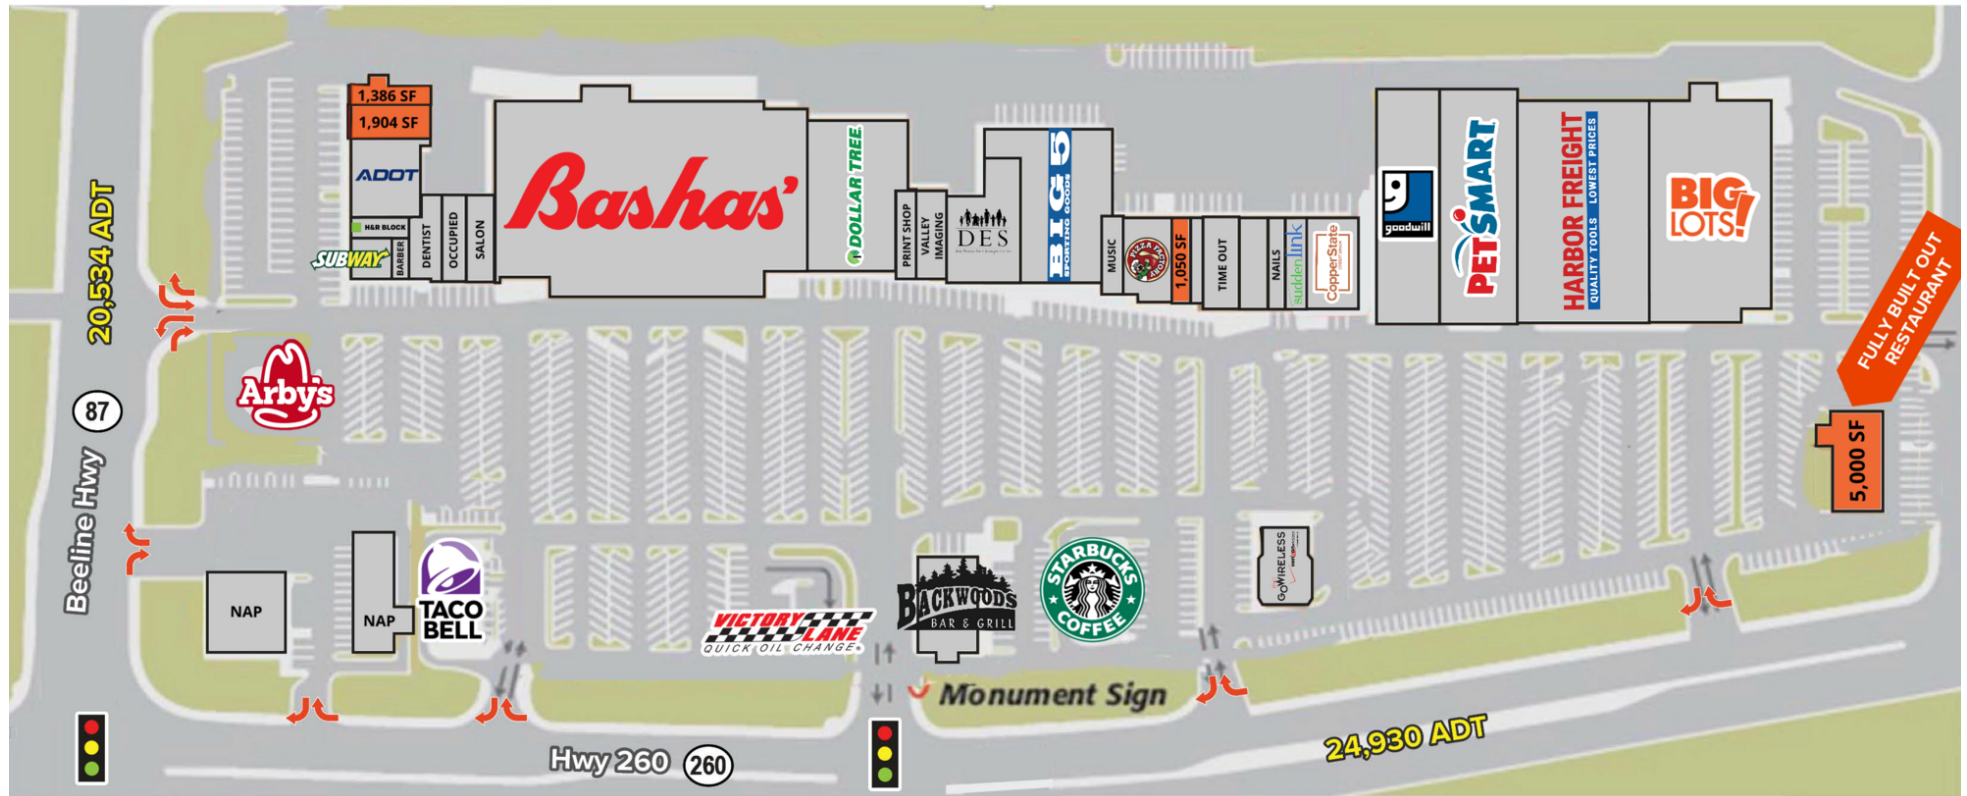 1,386 SF
1,904 SF
ADOT
H&R BLOCK
SUBWAY
BARBER
DENTIST
OCCUPIED
SALON
Bashas'
DOLLAR TREE
PRINT SHOP
VALLEY
IMAGING
DES
BIG 5
SPORTING GOODS
MUSIC
PIZZA FACTORY
1,050 SF
TIME OUT
NAILS
suddenlink
CopperState
goodwill
PETSMART
HARBOR FREIGHT
QUALITY TOOLS LOWEST PRICES
BIG
LOTS!
FULLY BUILT OUT
RESTAURANT
5,000 SF
20,534 ADT
87
Beeline Hwy
Arby's
NAP
NAP
TACO
BELL
VICTORY
LANE
QUICK OIL CHANGE
BACKWOODS
BAR & GRILL
STARBUCKS
COFFEE
GOWIRELESS
Monument Sign
Hwy 260
260
24,930 ADT